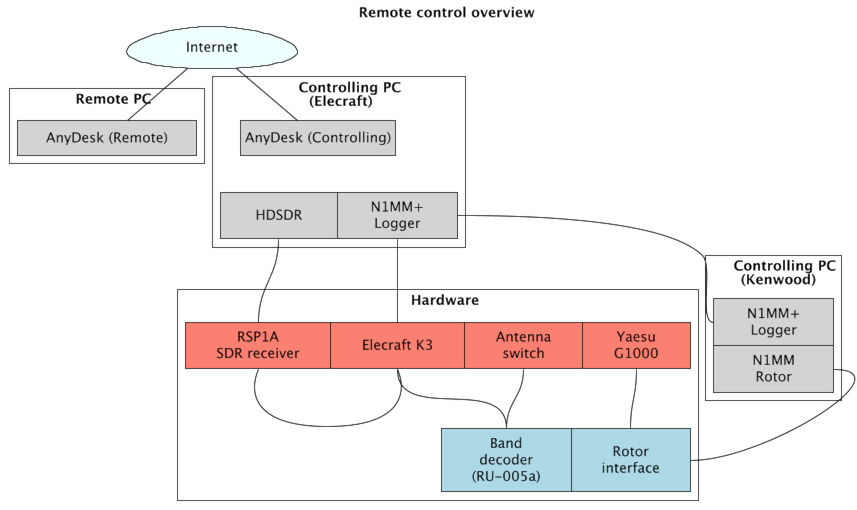 Remote control overview
Internet
Remote PC
AnyDesk (Remote)
Controlling PC
(Elecraft)
AnyDesk (Controlling)
HDSDR
N1MM+
Logger
Controlling PC
(Kenwood)
N1MM+
Logger
N1MM
Rotor
Hardware
RSP1A
SDR receiver
Elecraft K3
Antenna
switch
Yaesu
G1000
Band
decoder
(RU-005a)
Rotor
interface